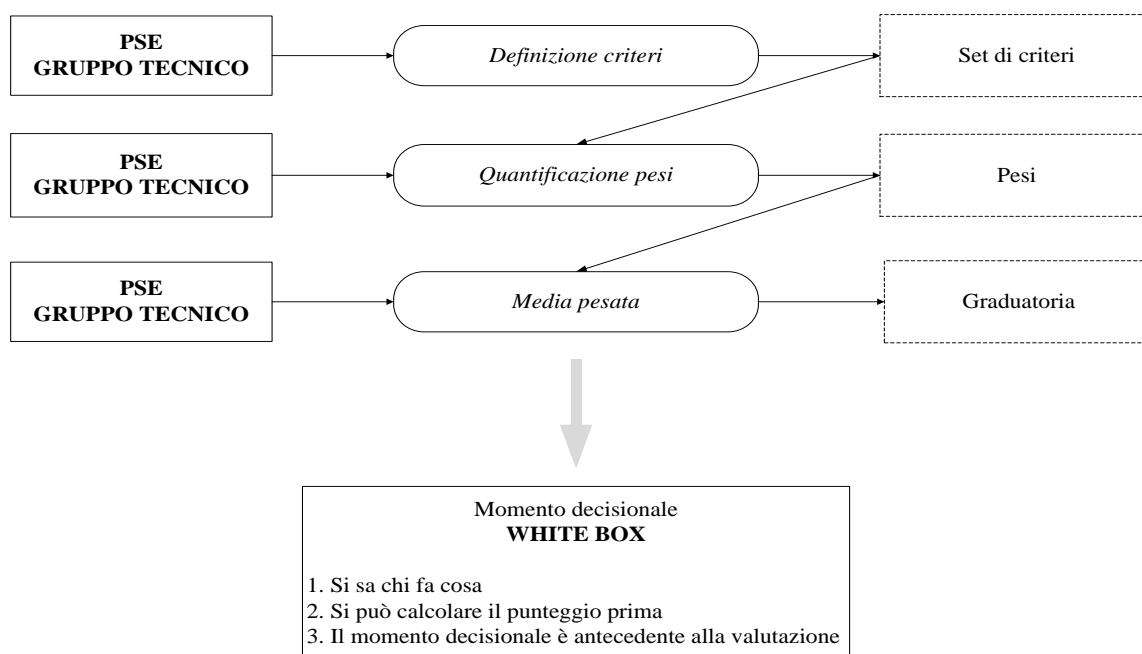 PSE
GRUPPO TECNICO
Definizione criteri
Set di criteri
PSE
GRUPPO TECNICO
Quantificazione pesi
Pesi
PSE
GRUPPO TECNICO
Media pesata
Graduatoria
Momento decisionale
WHITE BOX
1. Si sa chi fa cosa
2. Si può calcolare il punteggio prima
3. Il momento decisionale è antecedente alla valutazione